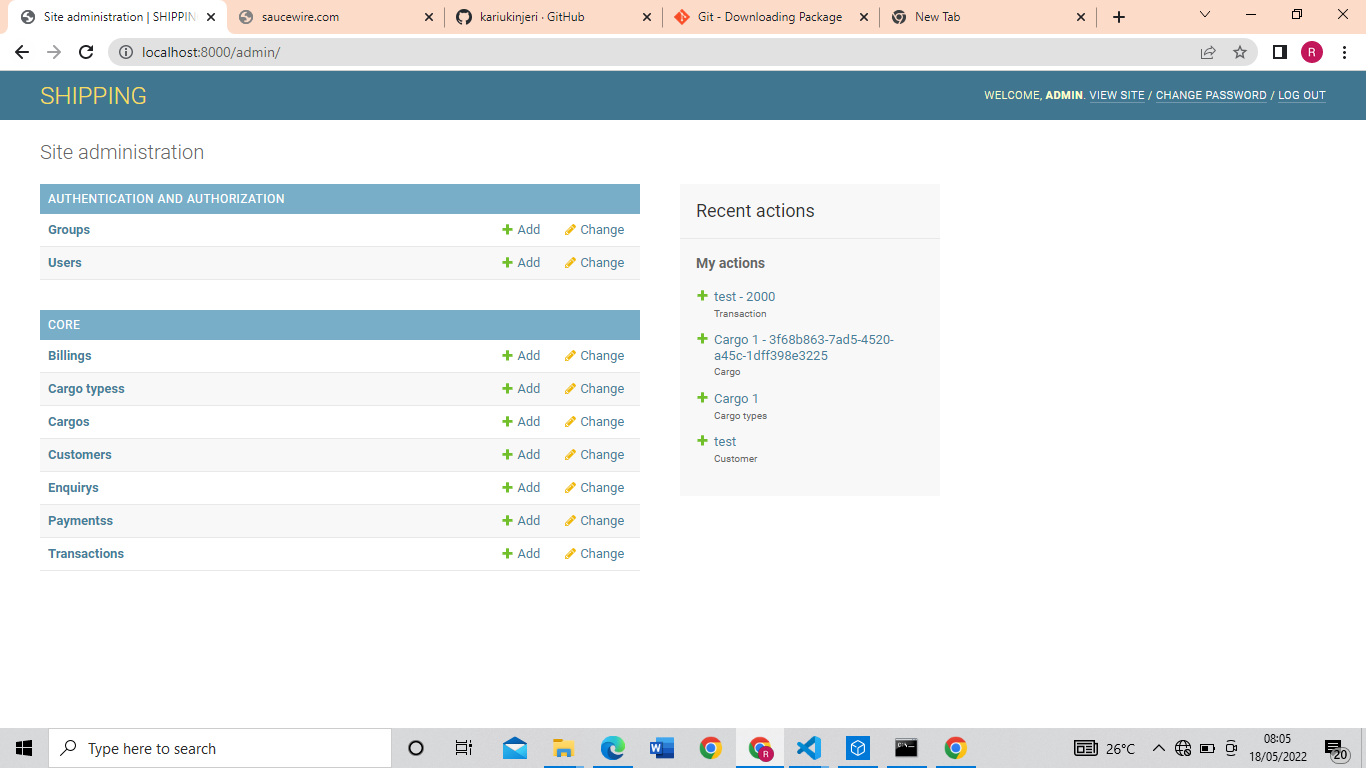 Site administration | SHIPPIN
saucewire.com
kariukinjeri · GitHub
Git - Downloading Package
New Tab
localhost:8000/admin/
R
SHIPPING
WELCOME, ADMIN. VIEW SITE / CHANGE PASSWORD / LOG OUT
Site administration
AUTHENTICATION AND AUTHORIZATION
Groups Add Change
Users Add Change
CORE
Billings Add Change
Cargo typess Add Change
Cargos Add Change
Customers Add Change
Enquirys Add Change
Paymentss Add Change
Transactions Add Change
Recent actions
My actions
test - 2000
Transaction
Cargo 1 - 3f68b863-7ad5-4520-
a45c-1dff398e3225
Cargo
Cargo 1
Cargo types
test
Customer
Type here to search
R
26°C
08:05
18/05/2022
20